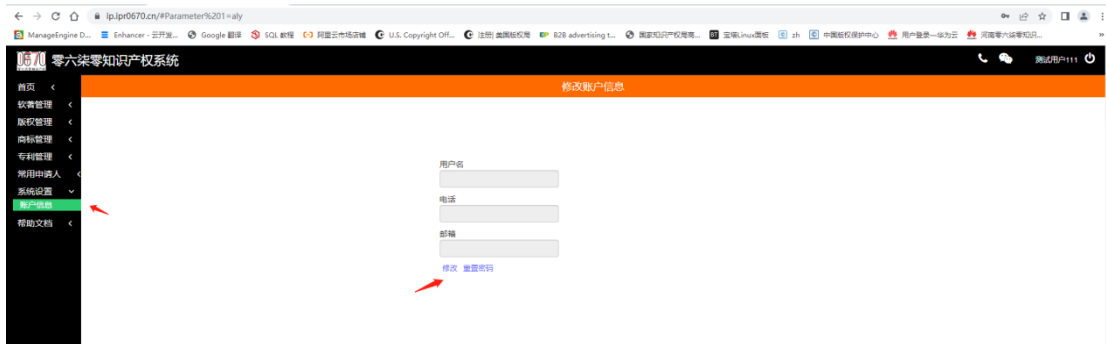 ip.ipr0670.cn/#Parameter%201=aly
ManageEngine D... Enhancer - 云开发... Google 翻译 SQL 教程 阿里云市场店铺 U.S. Copyright Off... 注册| 美国版权局 B2B advertising t... 国家知识产权局商... 宝塔Linux面板 zh 中国版权保护中心 用户登录—华为云 河南零六柒零知识... »
0670 零六柒零知识产权系统 测试用户111
首页
修改账户信息
软著管理
版权管理
商标管理
专利管理
常用申请人
系统设置
账户信息
帮助文档
用户名
电话
邮箱
修改 重置密码